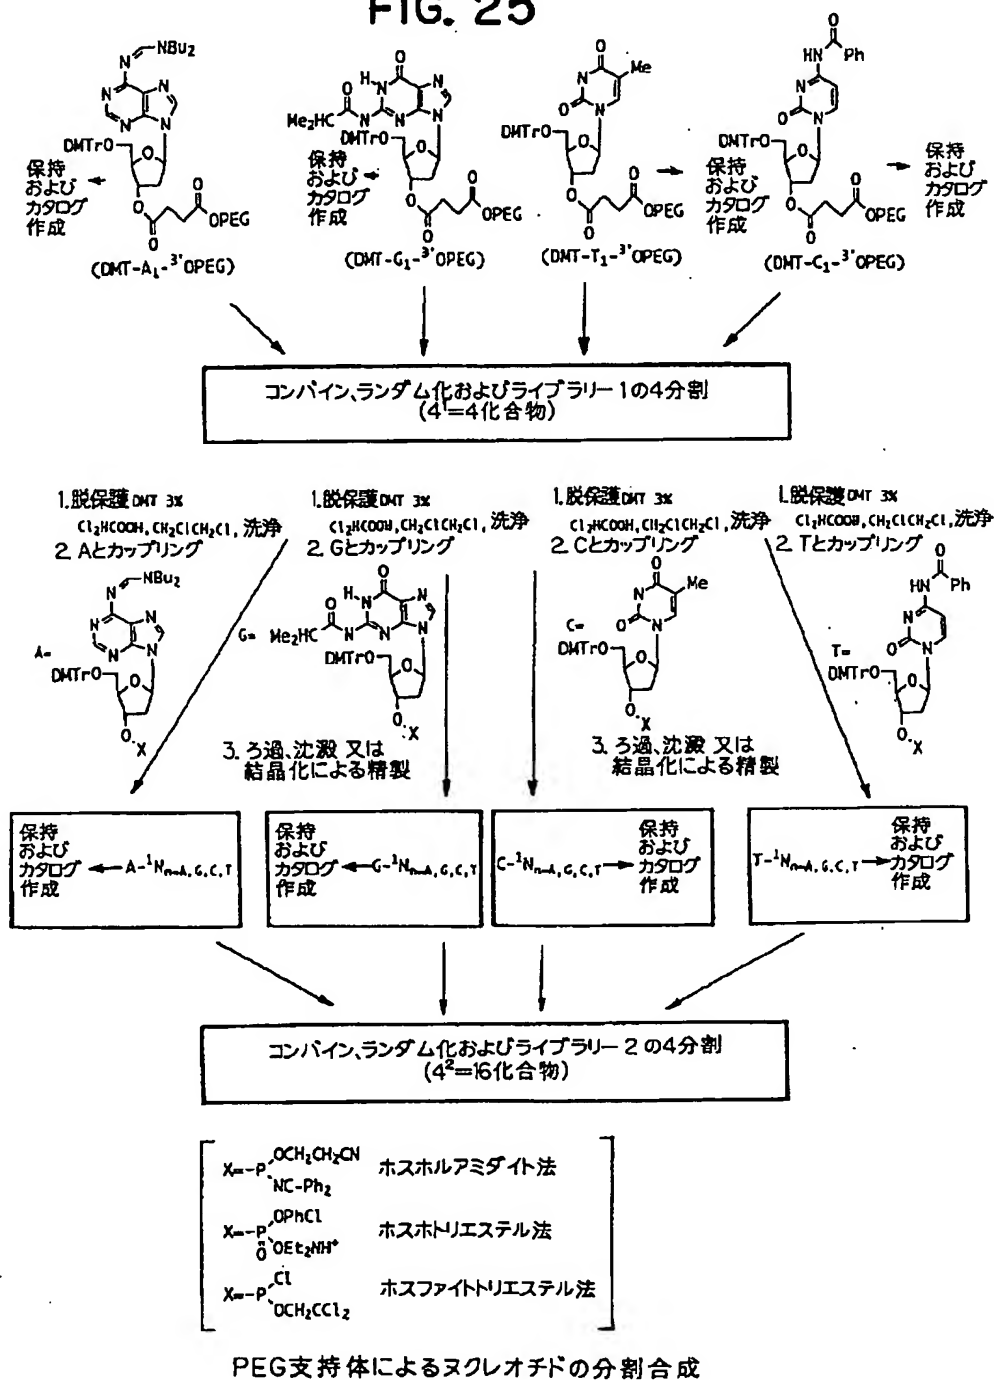 FIG. 25
N NBu2
N N N N
DMTrO O
保持
および
カタログ
作成
O O O OPEG
(DMT-A1-3'OPEG)
O H N N
O Me2HC N N N
DMTrO O
保持
および
カタログ
作成
O O O OPEG
(DMT-G1-3'OPEG)
O Me
N O N
DMTrO O
O O O OPEG
(DMT-T1-3'OPEG)
保持
および
カタログ
作成
O Ph
HN N O N
DMTrO O
O O O OPEG
(DMT-C1-3'OPEG)
保持
および
カタログ
作成
コンバイン、ランダム化およびライブラリー1の4分割
(4¹=4化合物)
1.脱保護DMT 3%
Cl2HCOOH,CH2ClCH2Cl,洗浄
2.Aとカップリング
N NBu2
N N N N
A=
DMTrO O
O.X
1.脱保護DMT 3%
Cl2HCOOH,CH2ClCH2Cl,洗浄
2.Gとカップリング
O H-N N
O G= Me2HC N N N
DMTrO O
O.X
3.ろ過、沈澱 又は
結晶化による精製
1.脱保護DMT 3%
Cl2HCOOH,CH2ClCH2Cl,洗浄
2.Cとカップリング
O Me
N O N
C=
DMTrO O
O.X
3.ろ過、沈澱 又は
結晶化による精製
1.脱保護DMT 3%
Cl2HCOOH,CH2ClCH2Cl,洗浄
2.Tとカップリング
O Ph
HN N O N
T=
DMTrO O
O.X
保持
および
カタログ
作成
A-¹Nn=A,G,C,T
保持
および
カタログ
作成
G-¹Nn=A,G,C,T
C-¹Nn=A,G,C,T
保持
および
カタログ
作成
T-¹Nn=A,G,C,T
保持
および
カタログ
作成
コンバイン、ランダム化およびライブラリー2の4分割
(4²=16化合物)
X=-P OCH2CH2CN NC-Ph2 ホスホルアミダイト法
X=-P OPhCl O OEt2NH⁺ ホスホトリエステル法
X=-P Cl OCH2CCl2 ホスファイトトリエステル法
PEG支持体によるヌクレオチドの分割合成